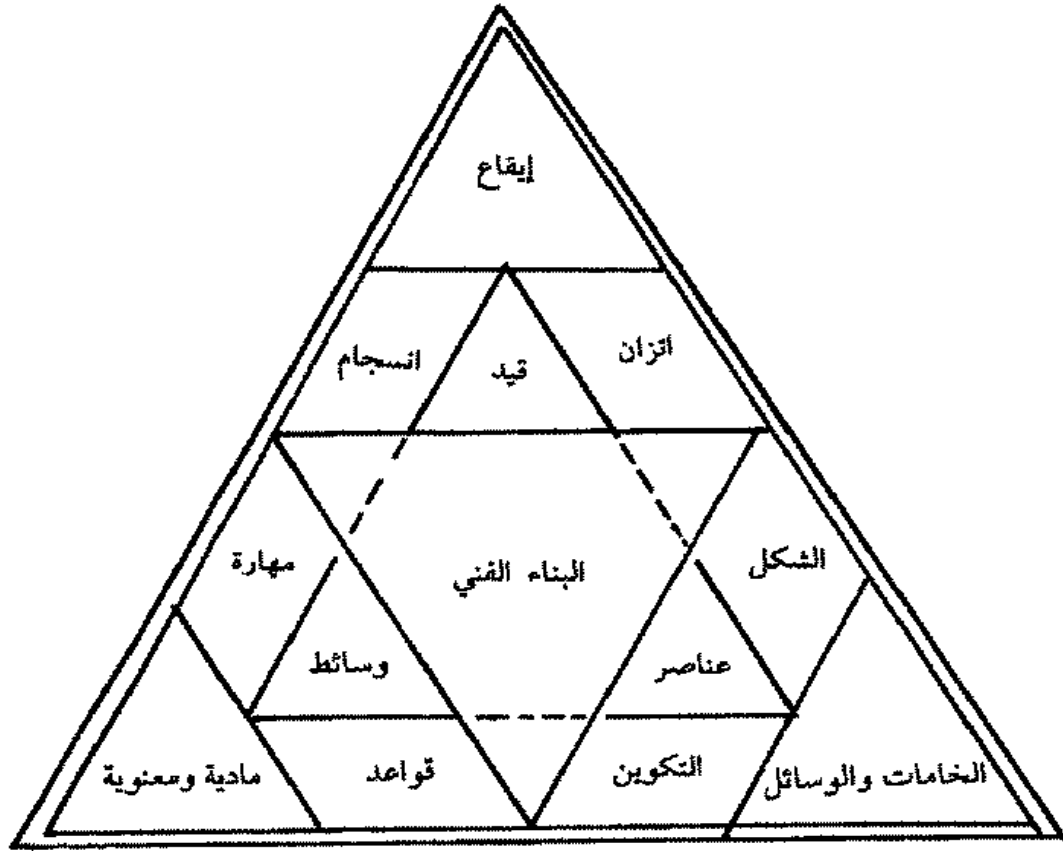 إيقاع
اتزان
قيد
انسجام
الشكل
البناء الفني
مهارة
عناصر
وسائط
الخامات والوسائل
التكوين
قواعد
مادية ومعنوية